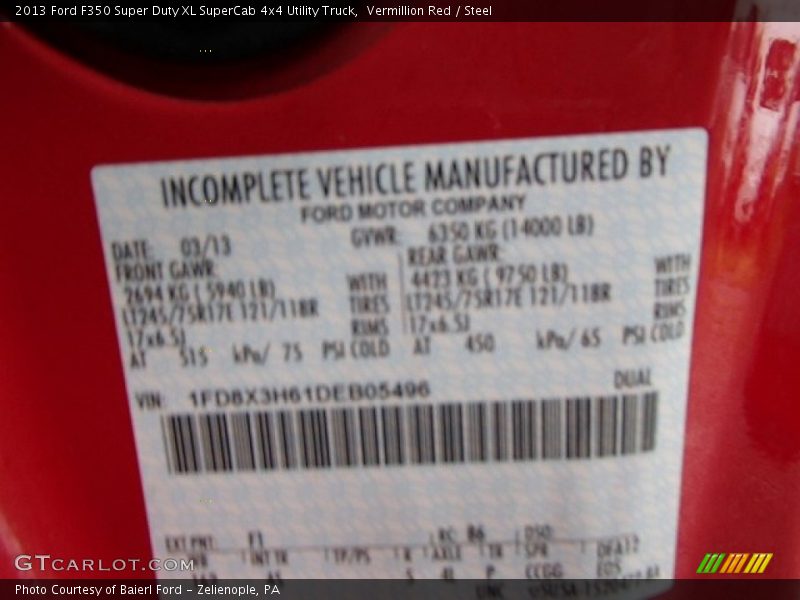 2013 Ford F350 Super Duty XL SuperCab 4x4 Utility Truck, Vermillion Red / Steel
INCOMPLETE VEHICLE MANUFACTURED BY
FORD MOTOR COMPANY
DATE: 03/13 GVWR: 6350 KG (14000 LB)
FRONT GAWR: REAR GAWR:
2694 KG (5940 LB) WITH 4423 KG (9750 LB) WITH
LT245/75R17E 121/118R TIRES LT245/75R17E 121/118R TIRES
17x6.5J RIMS 17x6.5J RIMS
AT 515 kPa/ 75 PSI COLD AT 450 kPa/ 65 PSI COLD
VIN: 1FD8X3H61DEB05496 DUAL
EXT PNT: F1 RC: 86 DSO:
INT TR TP/PS R AXLE TR SPR
GTCARLOT.COM
Photo Courtesy of Baierl Ford - Zelienople, PA